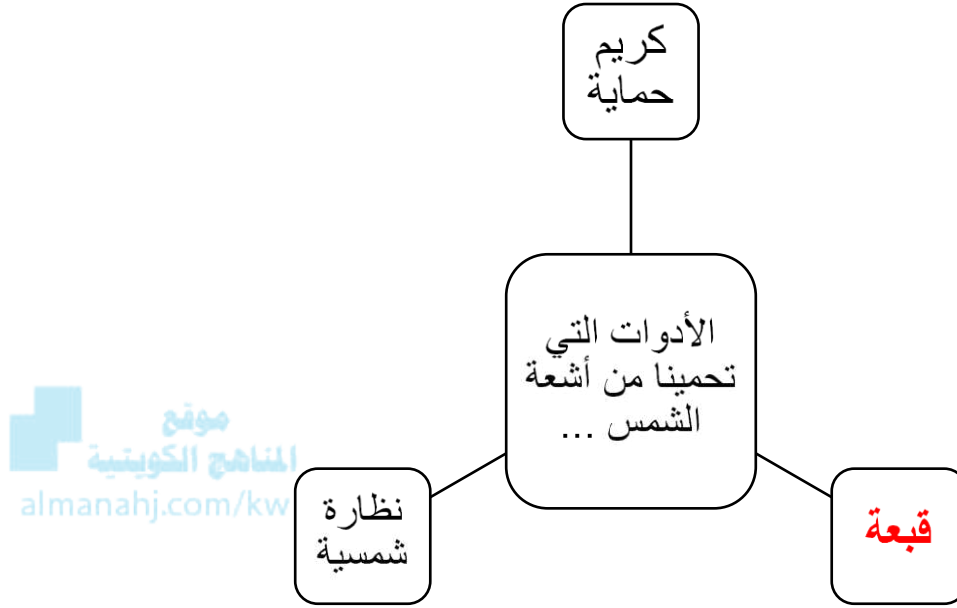 كريم
حماية
الأدوات التي
تحمينا من أشعة
الشمس ...
موقع
المناهج الكويتية
almanahj.com/kw
نظارة
شمسية
قبعة